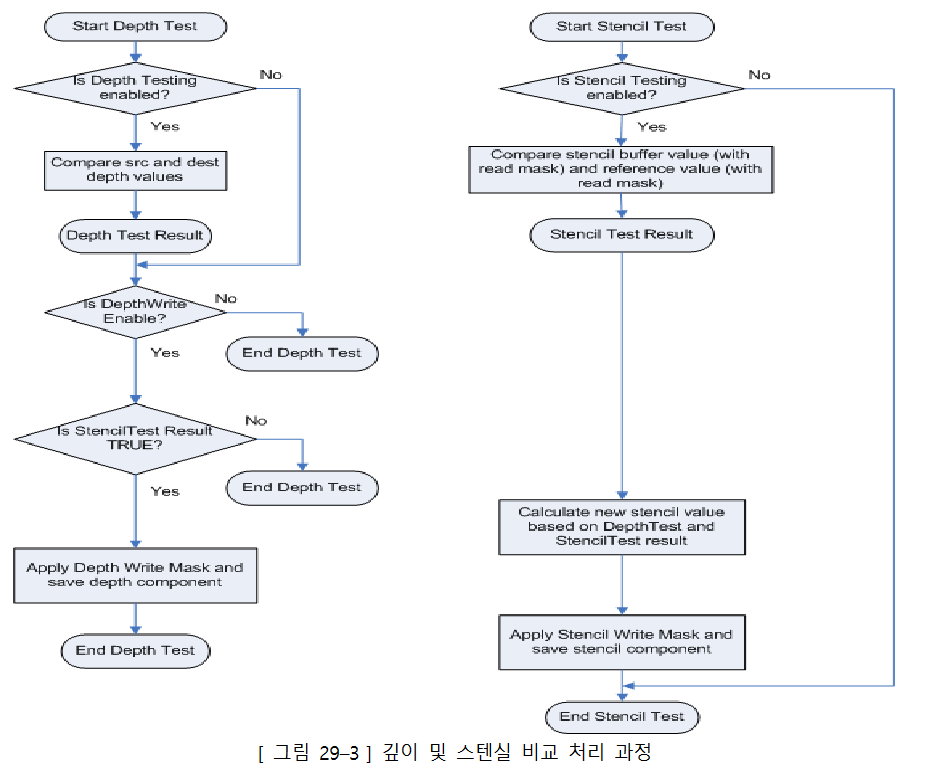 Start Depth Test
Is Depth Testing
enabled?
No
Yes
Compare src and dest
depth values
Depth Test Result
Is DepthWrite
Enable?
No
End Depth Test
Yes
Is StencilTest Result
TRUE?
No
End Depth Test
Yes
Apply Depth Write Mask and
save depth component
End Depth Test
Start Stencil Test
Is Stencil Testing
enabled?
No
Yes
Compare stencil buffer value (with
read mask) and reference value (with
read mask)
Stencil Test Result
Calculate new stencil value
based on DepthTest and
StencilTest result
Apply Stencil Write Mask and
save stencil component
End Stencil Test
[ 그림 29–3 ] 깊이 및 스텐실 비교 처리 과정